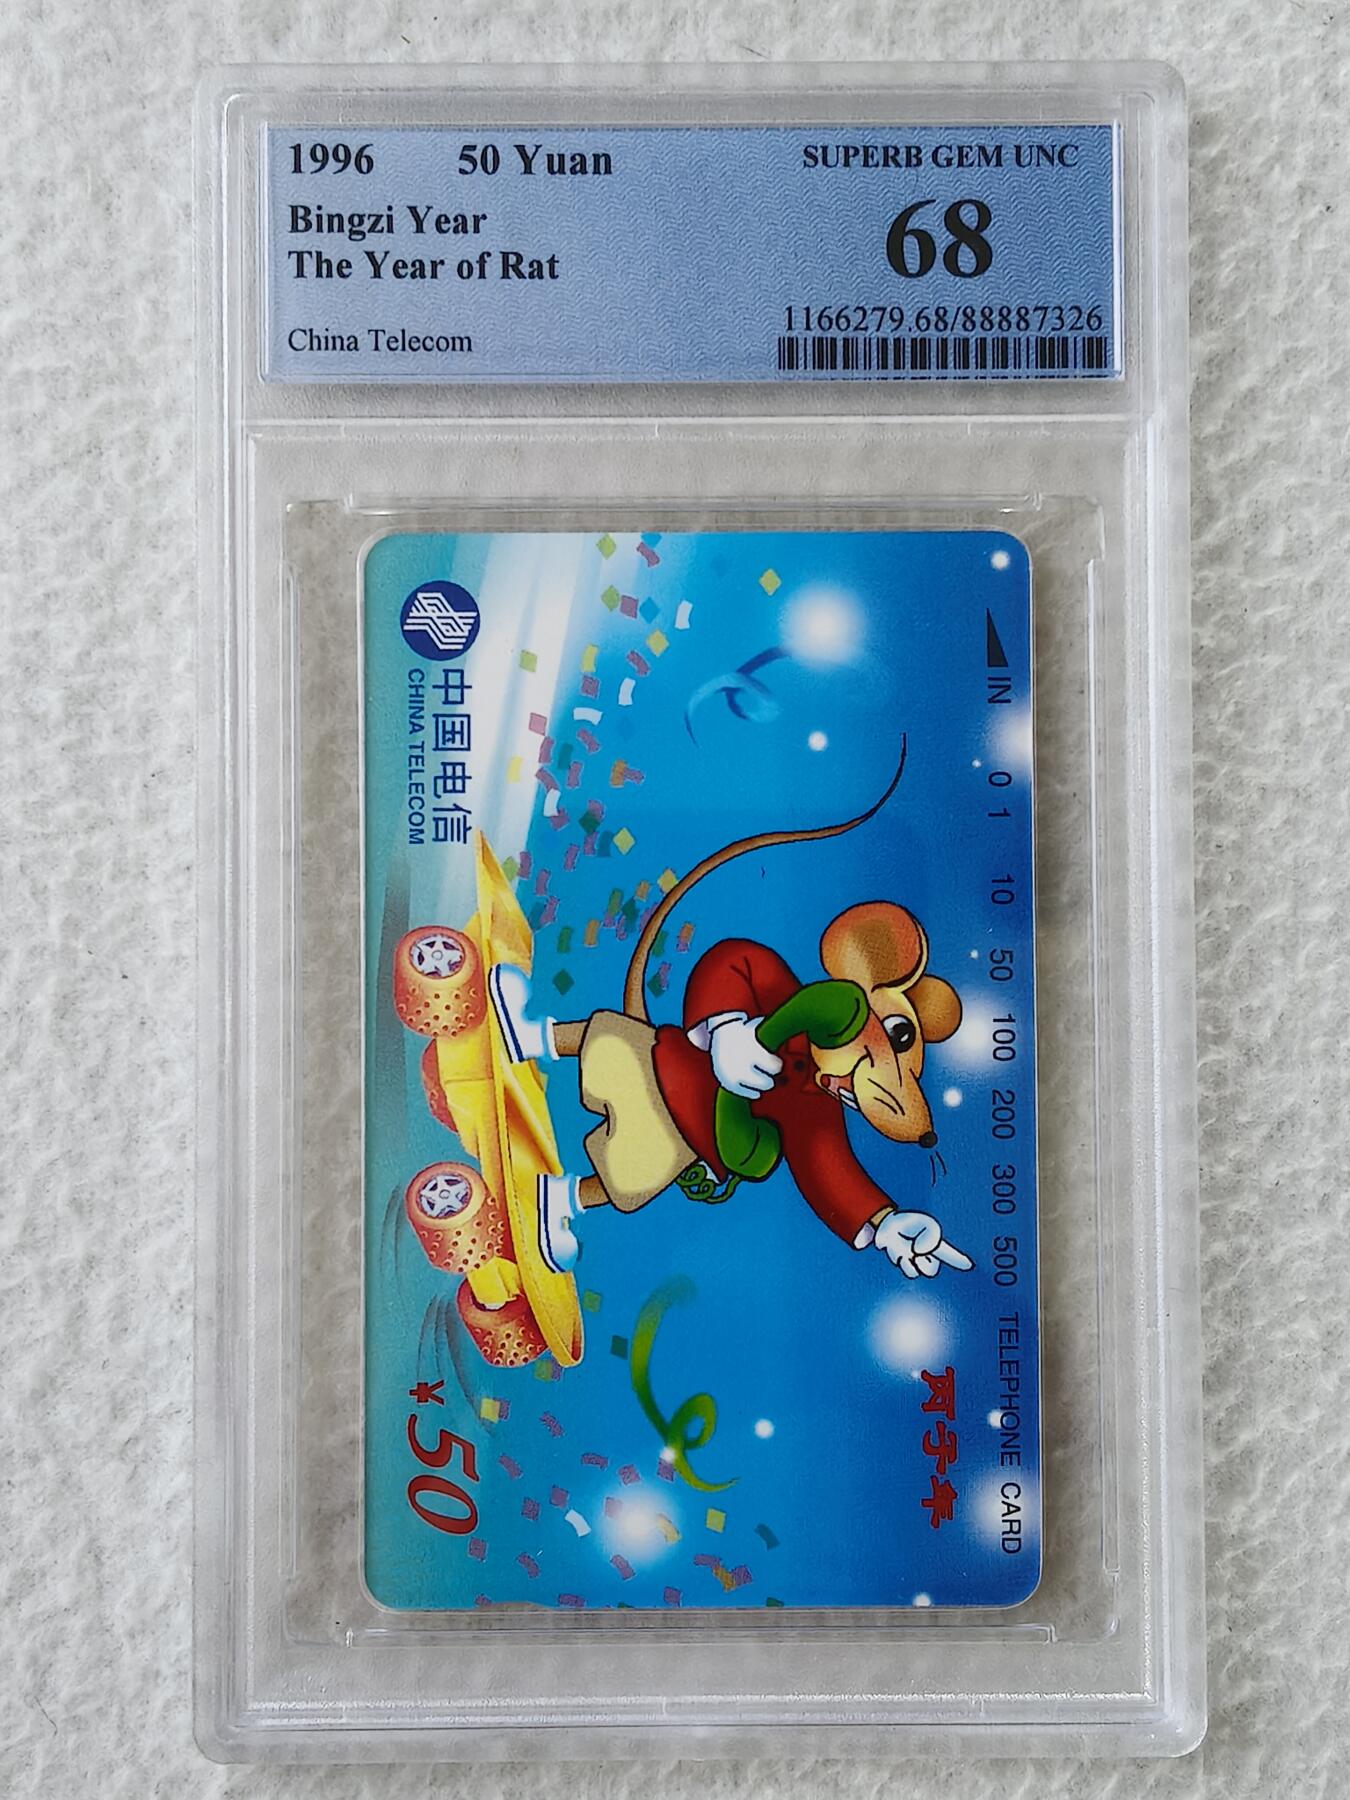 1996 50 Yuan
Bingzi Year
The Year of Rat
China Telecom
SUPERB GEM UNC
68
1166279.68/88887326
IN 0 1 10 50 100 200 300 500 TELEPHONE CARD
丙子年
中国电信
CHINA TELECOM
¥50